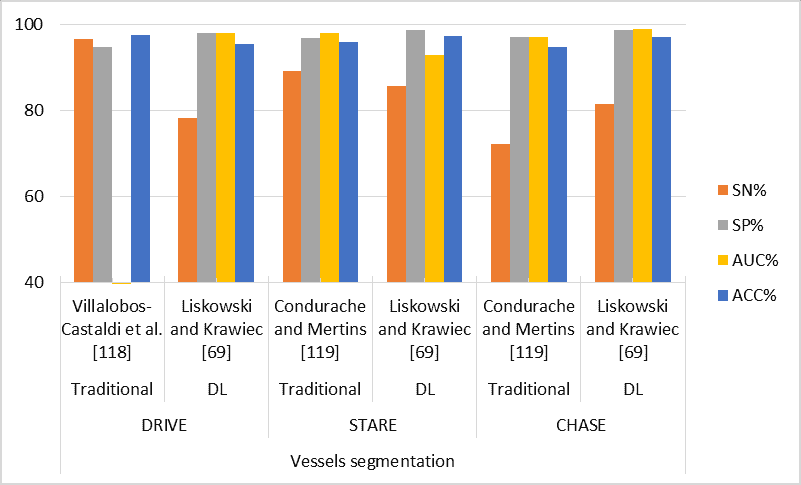 100
80
60
40
Villalobos- Liskowski Condurache Liskowski Condurache Liskowski
Castaldi et al. and Krawiec and Mertins and Krawiec and Mertins and Krawiec
[118] [69] [119] [69] [119] [69]
Traditional DL Traditional DL Traditional DL
DRIVE STARE CHASE
Vessels segmentation
SN%
SP%
AUC%
ACC%